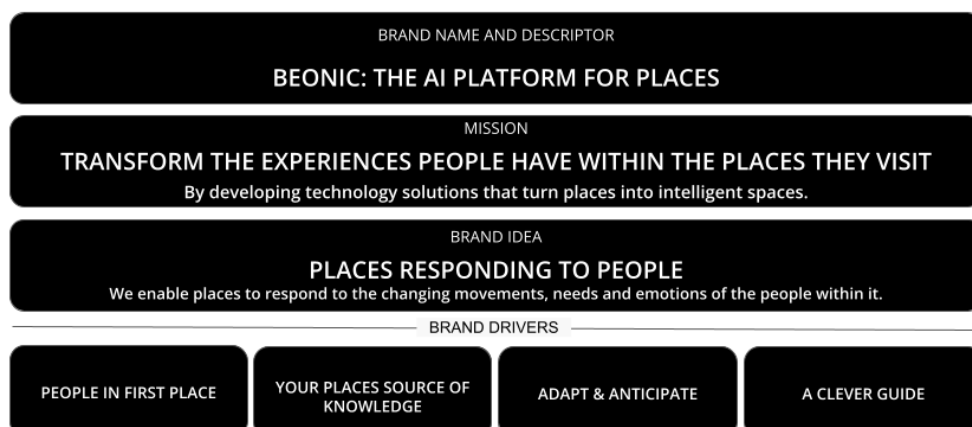 BRAND NAME AND DESCRIPTOR
BEONIC: THE AI PLATFORM FOR PLACES
MISSION
TRANSFORM THE EXPERIENCES PEOPLE HAVE WITHIN THE PLACES THEY VISIT
By developing technology solutions that turn places into intelligent spaces.
BRAND IDEA
PLACES RESPONDING TO PEOPLE
We enable places to respond to the changing movements, needs and emotions of the people within it.
BRAND DRIVERS
PEOPLE IN FIRST PLACE
YOUR PLACES SOURCE OF
KNOWLEDGE
ADAPT & ANTICIPATE
A CLEVER GUIDE